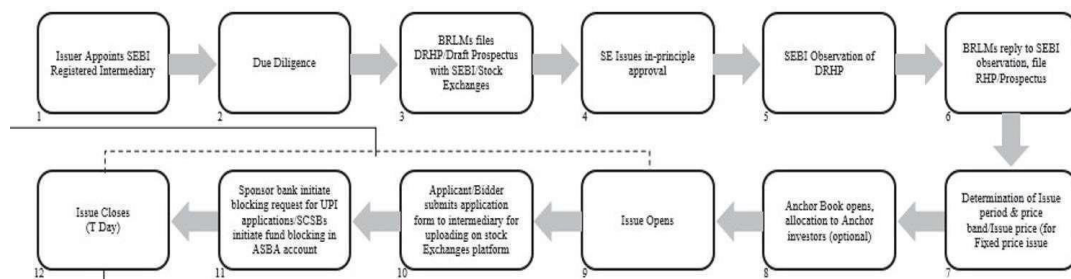 Issuer Appoints SEBI
Registered Intermediary
1
Due Diligence
2
BRLMs files
DRHP/Draft Prospectus
with SEBI/Stock
Exchanges
3
SE Issues in-principle
approval
4
SEBI Observation of
DRHP
5
BRLMs reply to SEBI
observation, file
RHP/Prospectus
6
Determination of Issue
period & price
band/Issue price (for
Fixed price issue
7
Anchor Book opens,
allocation to Anchor
investors (optional)
8
Issue Opens
9
Applicant/Bidder
submits application
form to intermediary for
uploading on stock
Exchanges platform
10
Sponsor bank initiate
blocking request for UPI
applications/SCSBs
initiate fund blocking in
ASBA account
11
Issue Closes
(T Day)
12